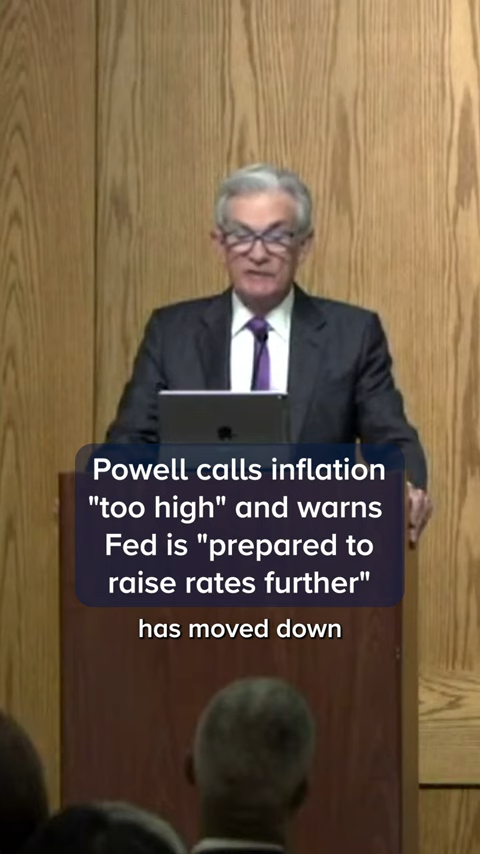 Powell calls inflation
"too high" and warns
Fed is "prepared to
raise rates further"
has moved down